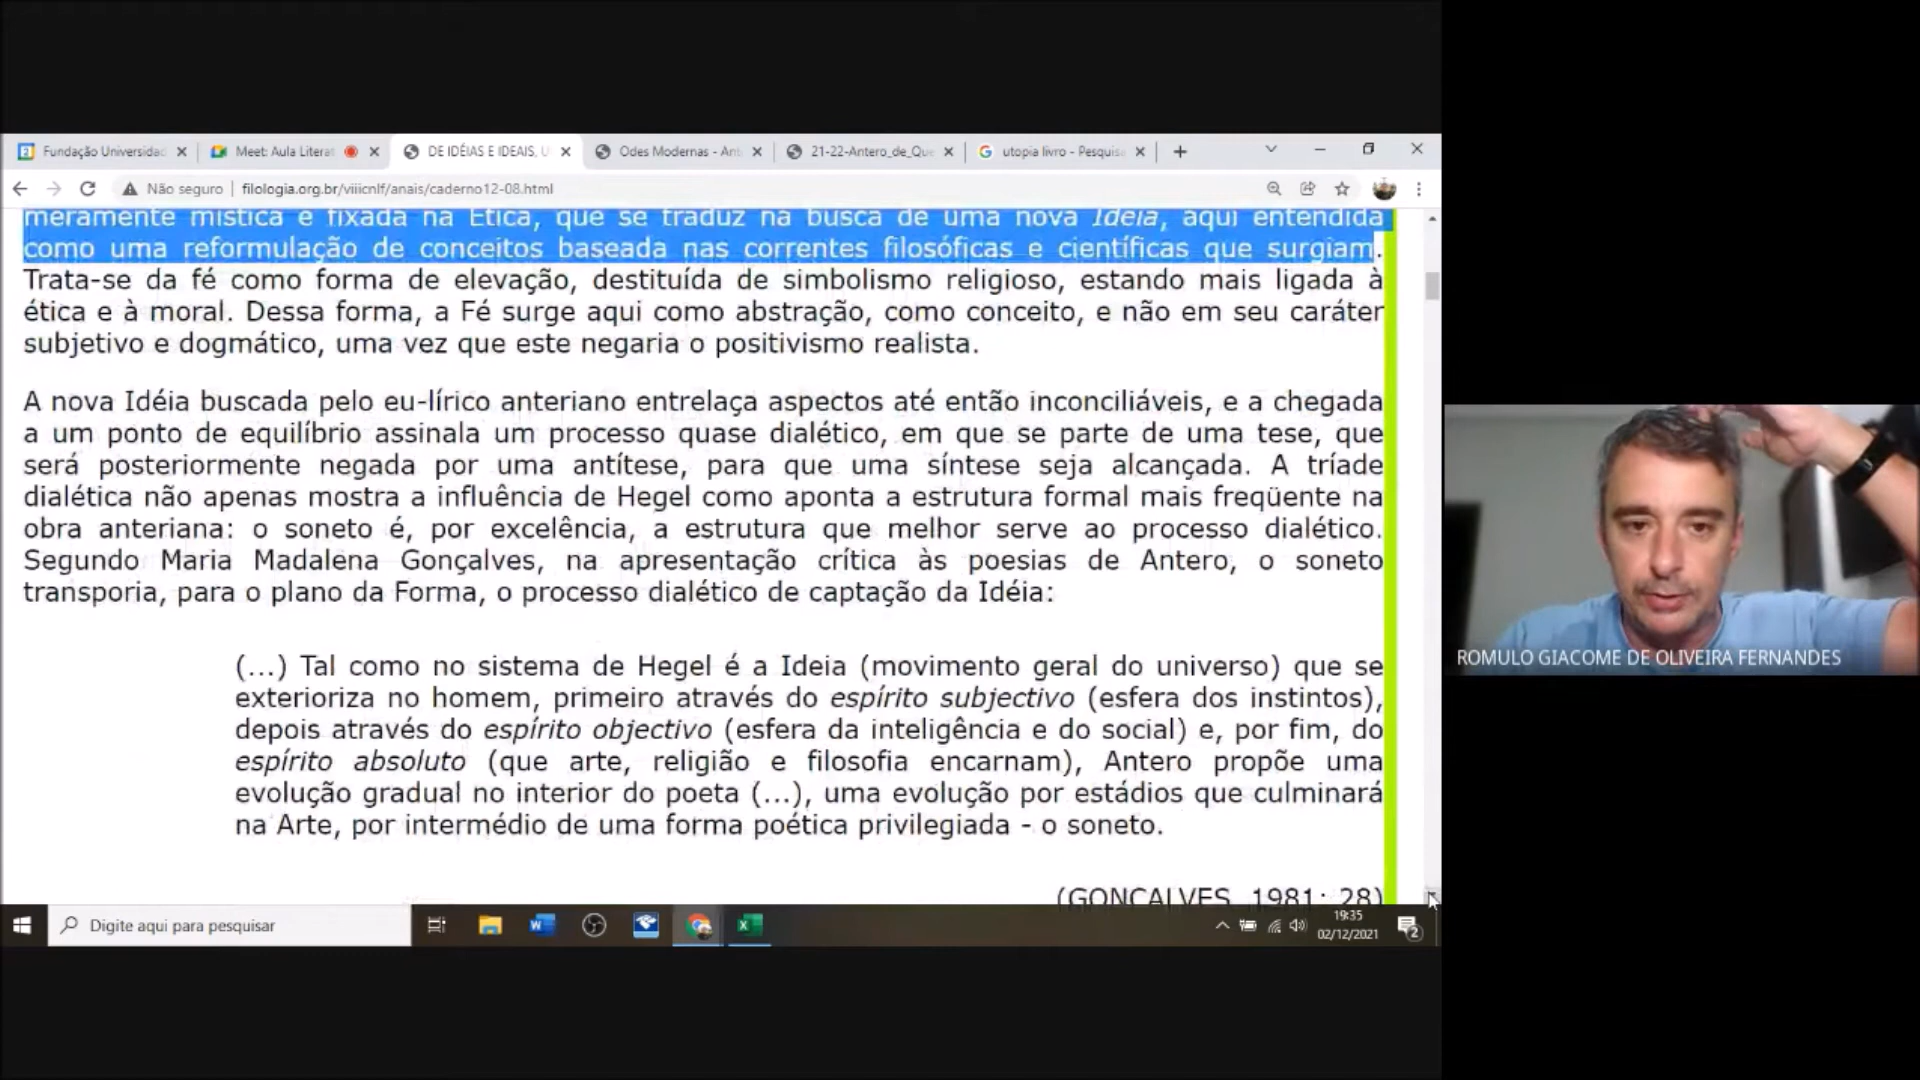 Fundação Universidad
Meet: Aula Literat
DE IDÉIAS E IDEAIS, U
Odes Modernas - Ant
21-22-Antero_de_Que
utopia livro - Pesquisa
Não seguro | filologia.org.br/viiicnlf/anais/caderno12-08.html
meramente mística e fixada na Ética, que se traduz na busca de uma nova Idéia, aqui entendida
como uma reformulação de conceitos baseada nas correntes filosóficas e científicas que surgiam.
Trata-se da fé como forma de elevação, destituída de simbolismo religioso, estando mais ligada à
ética e à moral. Dessa forma, a Fé surge aqui como abstração, como conceito, e não em seu caráter
subjetivo e dogmático, uma vez que este negaria o positivismo realista.
A nova Idéia buscada pelo eu-lírico anteriano entrelaça aspectos até então inconciliáveis, e a chegada
a um ponto de equilíbrio assinala um processo quase dialético, em que se parte de uma tese, que
será posteriormente negada por uma antítese, para que uma síntese seja alcançada. A tríade
dialética não apenas mostra a influência de Hegel como aponta a estrutura formal mais freqüente na
obra anteriana: o soneto é, por excelência, a estrutura que melhor serve ao processo dialético.
Segundo Maria Madalena Gonçalves, na apresentação crítica às poesias de Antero, o soneto
transporia, para o plano da Forma, o processo dialético de captação da Idéia:
(...) Tal como no sistema de Hegel é a Ideia (movimento geral do universo) que se
exterioriza no homem, primeiro através do espírito subjectivo (esfera dos instintos),
depois através do espírito objectivo (esfera da inteligência e do social) e, por fim, do
espírito absoluto (que arte, religião e filosofia encarnam), Antero propõe uma
evolução gradual no interior do poeta (...), uma evolução por estádios que culminará
na Arte, por intermédio de uma forma poética privilegiada - o soneto.
(GONÇALVES, 1981: 28)
ROMULO GIACOME DE OLIVEIRA FERNANDES
Digite aqui para pesquisar
19:35
02/12/2021
2